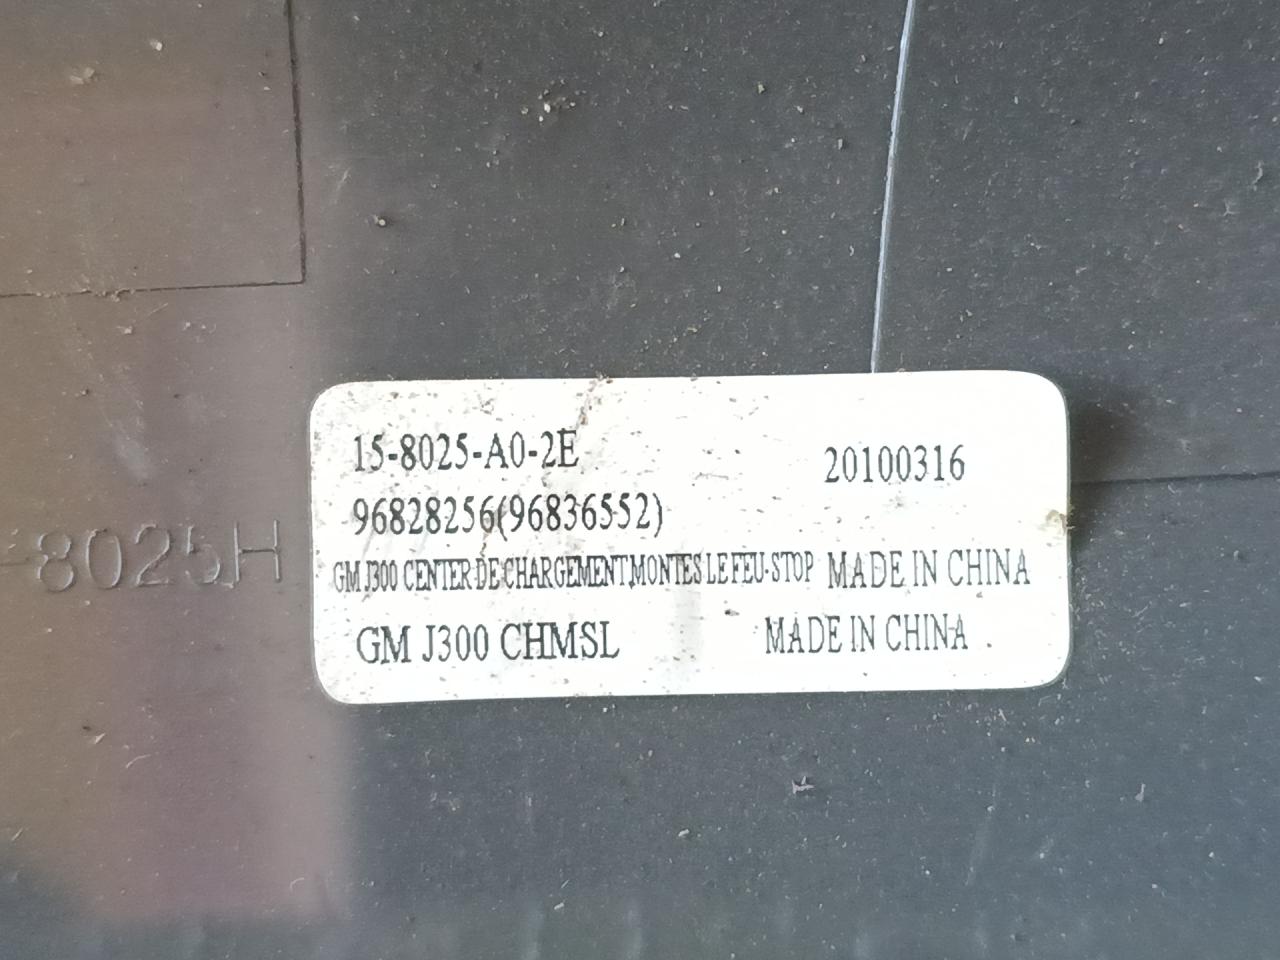 15-8025-A0-2E 20100316
96828256(96836552)
GM J300 CENTER DE CHARGEMENT,MONTES LE FEU-STOP MADE IN CHINA
GM J300 CHMSL MADE IN CHINA
-8025H